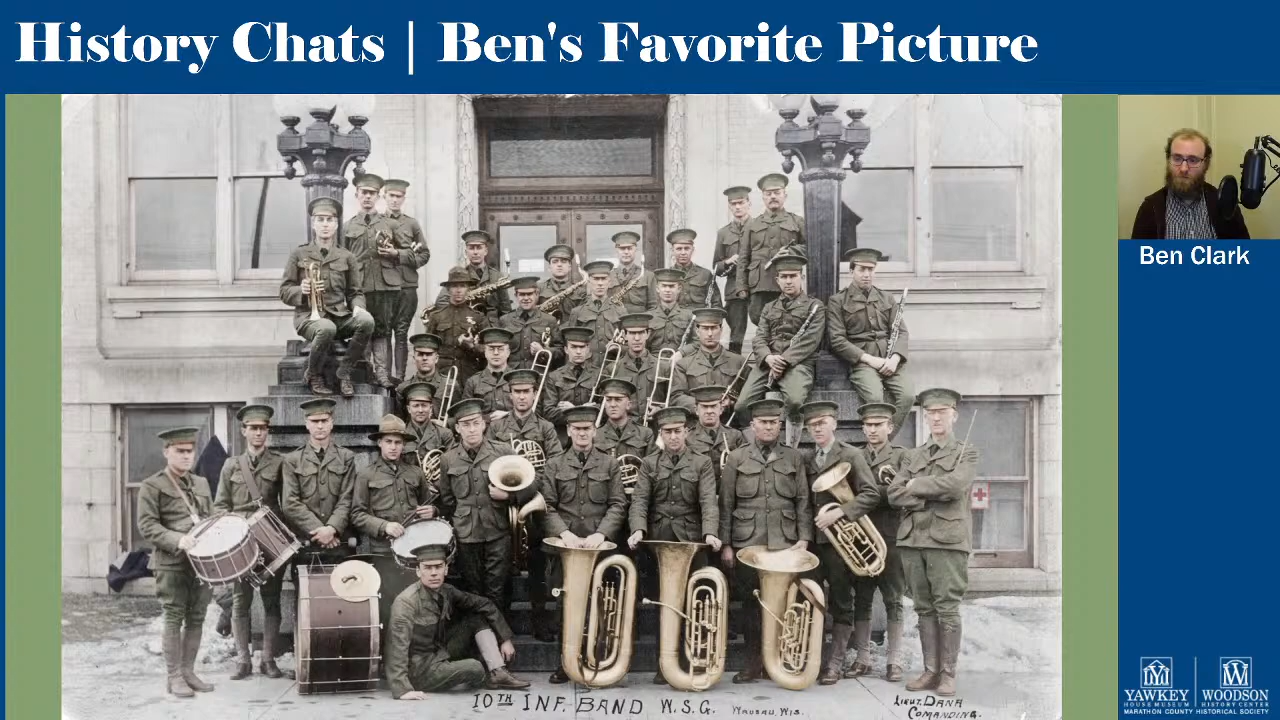 History Chats | Ben's Favorite Picture
Ben Clark
10TH INF. BAND W.S.G. WAUSAU, WIS.
LIEUT. DANA
COMANDING.
YAWKEY
HOUSE MUSEUM
WOODSON
HISTORY CENTER
MARATHON COUNTY HISTORICAL SOCIETY